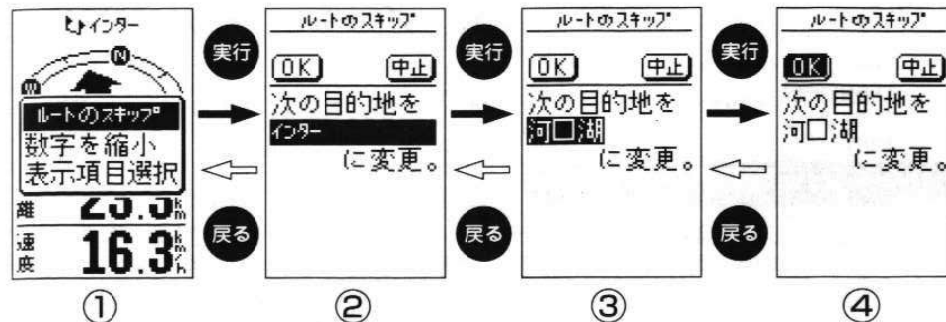 インター
N
W
ルートのスキップ
数字を縮小
表示項目選択
離 23.3km
速度 16.3km/h
①
実行
戻る
ルートのスキップ
OK 中止
次の目的地を
インター
に変更。
②
実行
戻る
ルートのスキップ
OK 中止
次の目的地を
河口湖
に変更。
③
実行
戻る
ルートのスキップ
OK 中止
次の目的地を
河口湖
に変更。
④